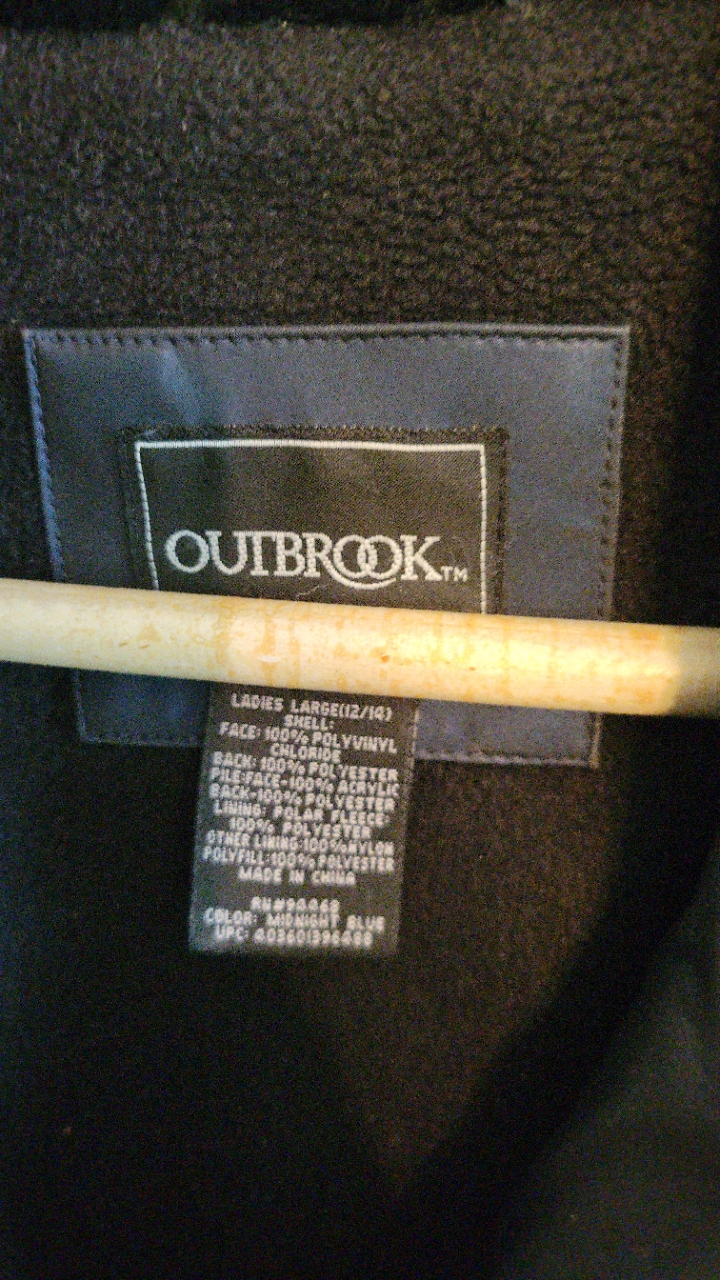 OUTBROOK™
LADIES LARGE(12/14)
SHELL:
FACE: 100% POLYVINYL
CHLORIDE
BACK: 100% POLYESTER
PILE:FACE-100% ACRYLIC
BACK-100% POLYESTER
LINING: POLAR FLEECE:
100% POLYESTER
OTHER LINING:100%NYLON
POLYFILL:100% POLYESTER
MADE IN CHINA
COLOR: MIDNIGHT BLUE
UPC: